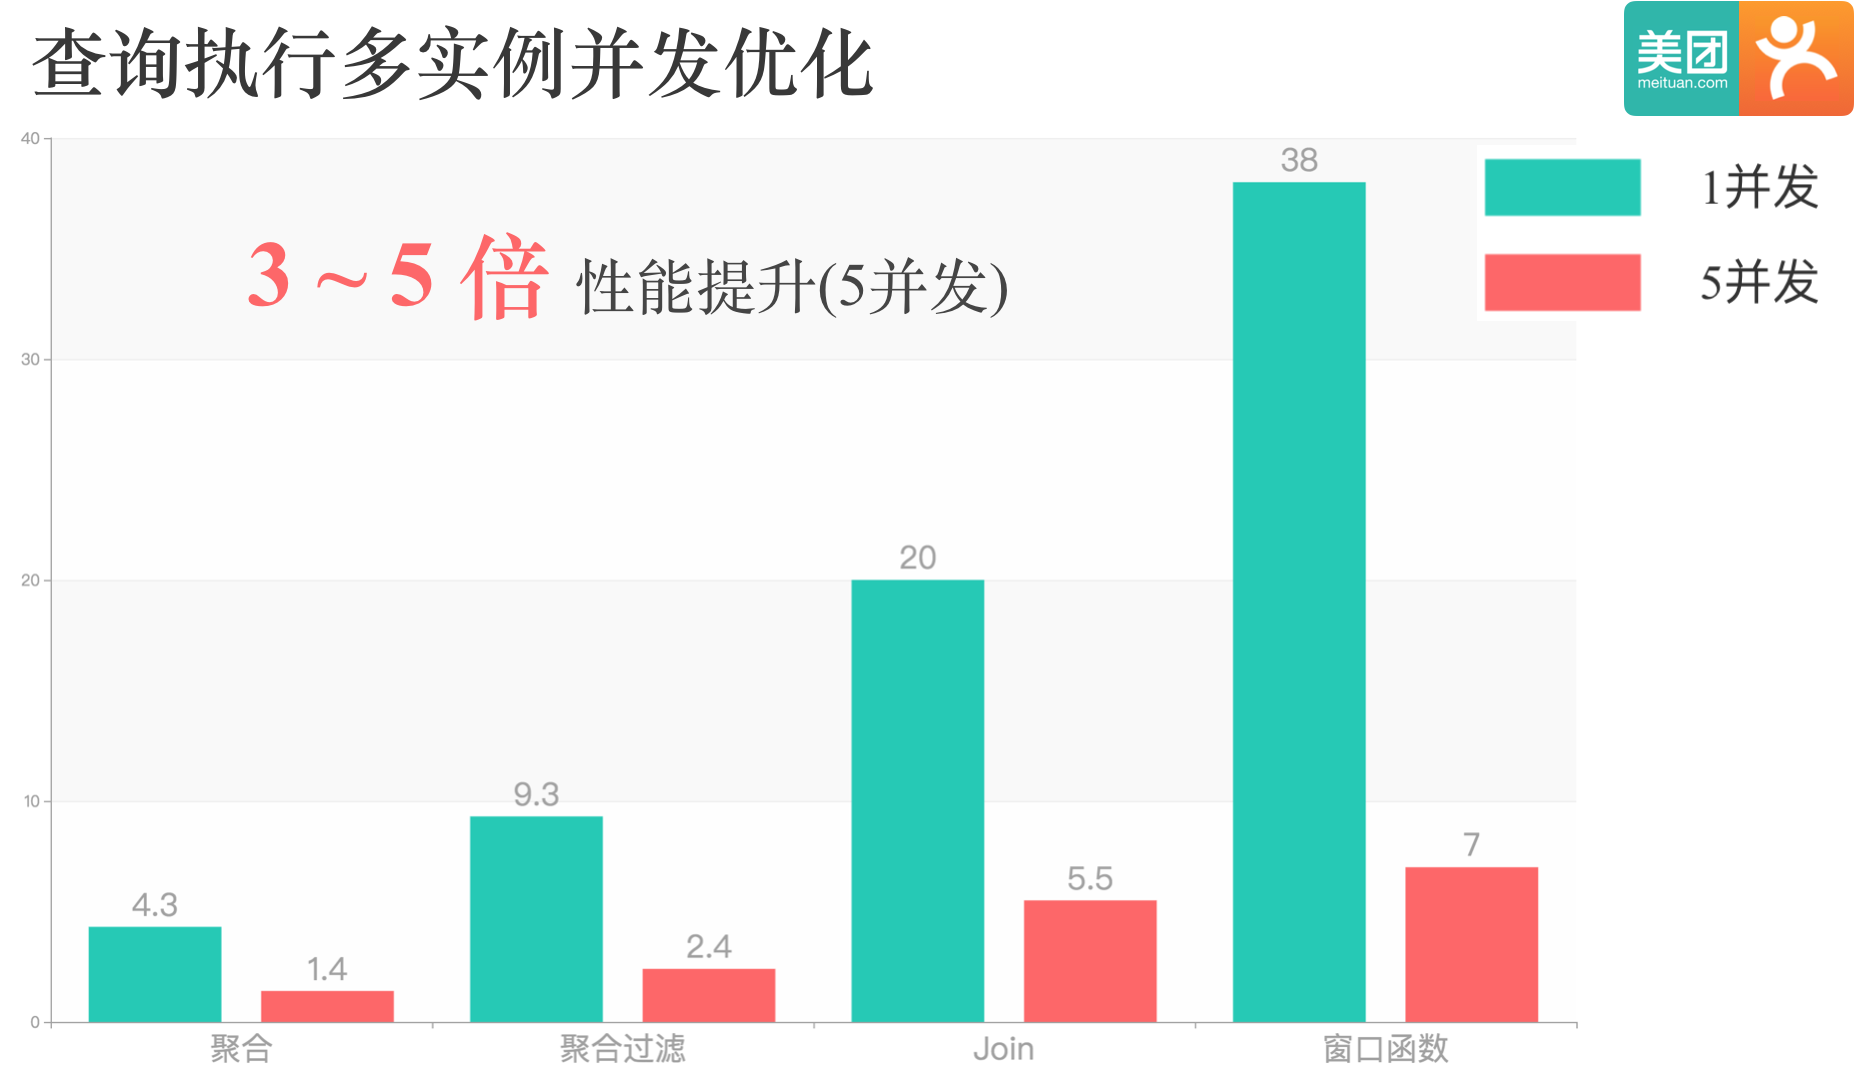 查询执行多实例并发优化
美团
meituan.com
1并发
5并发
3 ~ 5 倍 性能提升(5并发)
40
30
20
10
0
4.3
1.4
9.3
2.4
20
5.5
38
7
聚合
聚合过滤
Join
窗口函数